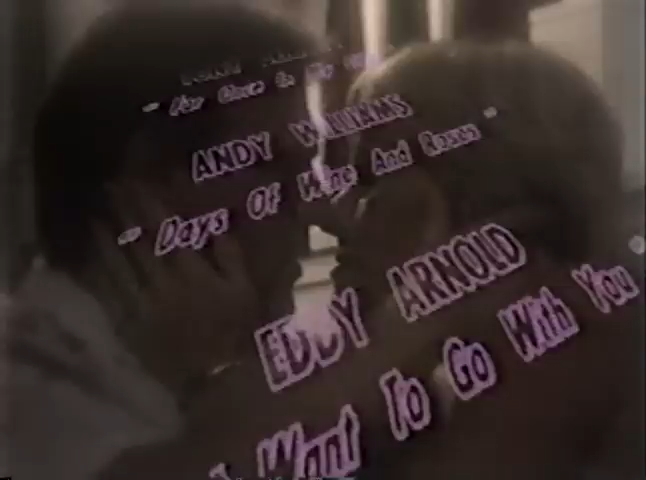 ANDY WILLIAMS
"Days Of Wine And Roses"
EDDY ARNOLD
I Want To Go With You"